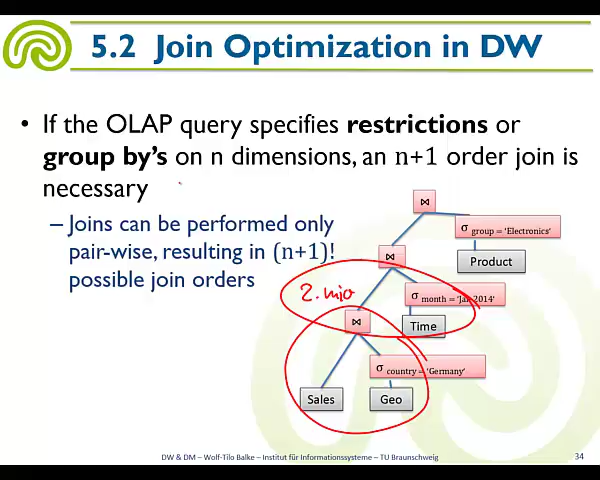 5.2 Join Optimization in DW
• If the OLAP query specifies restrictions or
group by's on n dimensions, an n+1 order join is
necessary
– Joins can be performed only
pair-wise, resulting in (n+1)!
possible join orders
⋈
σ group = 'Electronics'
⋈
Product
2. mio
σ month = 'Jan 2014'
⋈
Time
σ country = 'Germany'
Sales
Geo
DW & DM – Wolf-Tilo Balke – Institut für Informationssysteme – TU Braunschweig
34